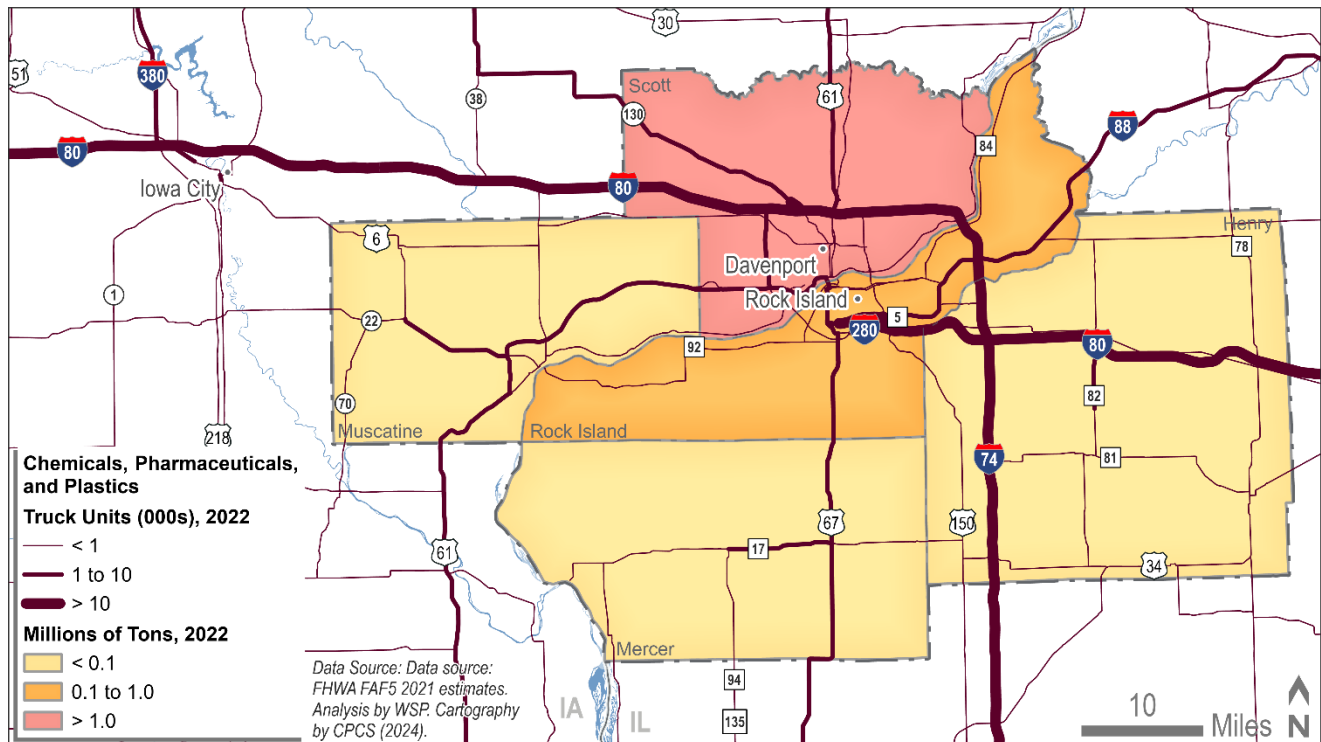 30
51
380
38
130
Scott
61
88
84
80
80
Iowa City
6
Henry
78
Davenport
1
22
Rock Island
5
280
92
80
70
82
218
Muscatine
Rock Island
74
81
67
150
61
17
34
Mercer
94
135
Chemicals, Pharmaceuticals,
and Plastics
Truck Units (000s), 2022
< 1
1 to 10
> 10
Millions of Tons, 2022
< 0.1
0.1 to 1.0
> 1.0
Data Source: Data source:
FHWA FAF5 2021 estimates.
Analysis by WSP. Cartography
by CPCS (2024).
IA
IL
10
Miles
N